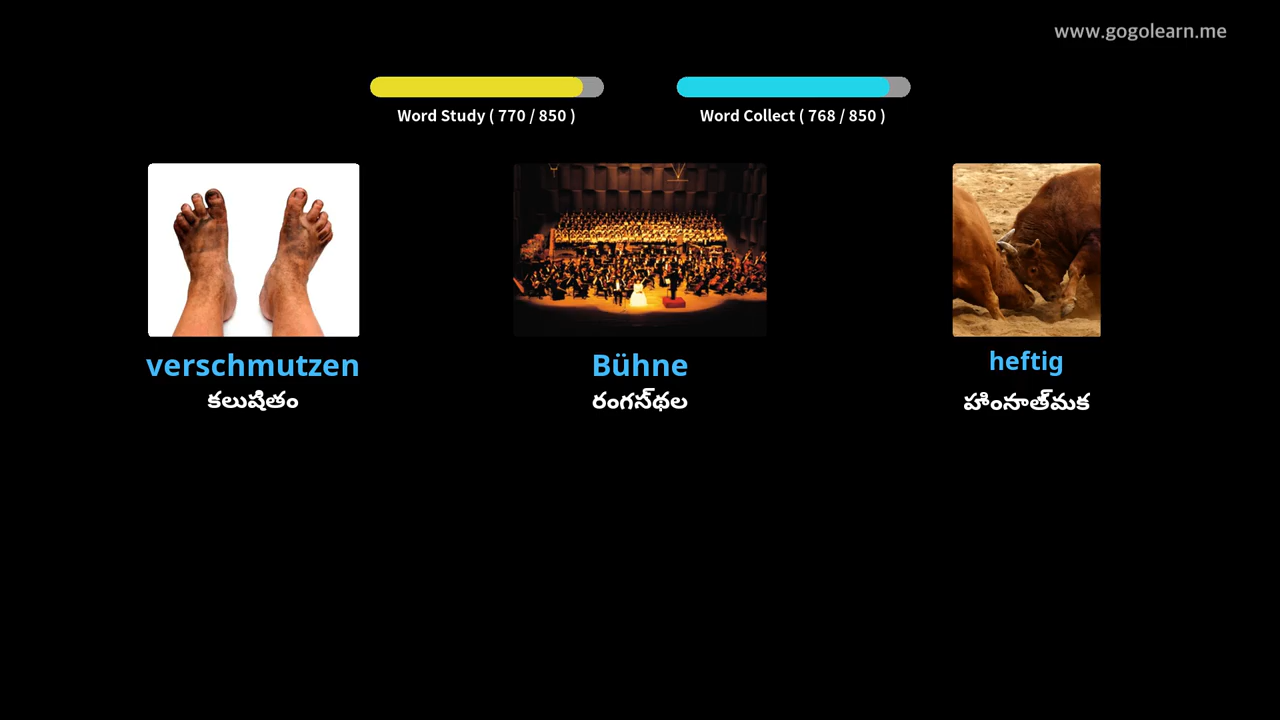 www.gogolearn.me
Word Study ( 770 / 850 )
Word Collect ( 768 / 850 )
verschmutzen
Bühne
heftig
కలుషితం
రంగస్‌థల
హింనాత్‌మక